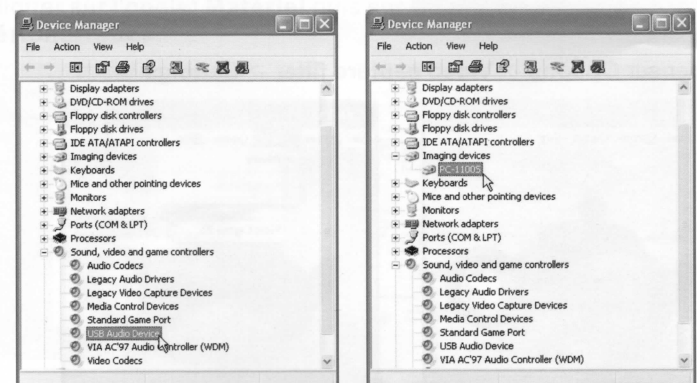 Device Manager
File Action View Help
Display adapters
DVD/CD-ROM drives
Floppy disk controllers
Floppy disk drives
IDE ATA/ATAPI controllers
Imaging devices
Keyboards
Mice and other pointing devices
Monitors
Network adapters
Ports (COM & LPT)
Processors
Sound, video and game controllers
Audio Codecs
Legacy Audio Drivers
Legacy Video Capture Devices
Media Control Devices
Standard Game Port
USB Audio Device
VIA AC'97 Audio Controller (WDM)
Video Codecs
Device Manager
File Action View Help
Display adapters
DVD/CD-ROM drives
Floppy disk controllers
Floppy disk drives
IDE ATA/ATAPI controllers
Imaging devices
PC-11005
Keyboards
Mice and other pointing devices
Monitors
Network adapters
Ports (COM & LPT)
Processors
Sound, video and game controllers
Audio Codecs
Legacy Audio Drivers
Legacy Video Capture Devices
Media Control Devices
Standard Game Port
USB Audio Device
VIA AC'97 Audio Controller (WDM)